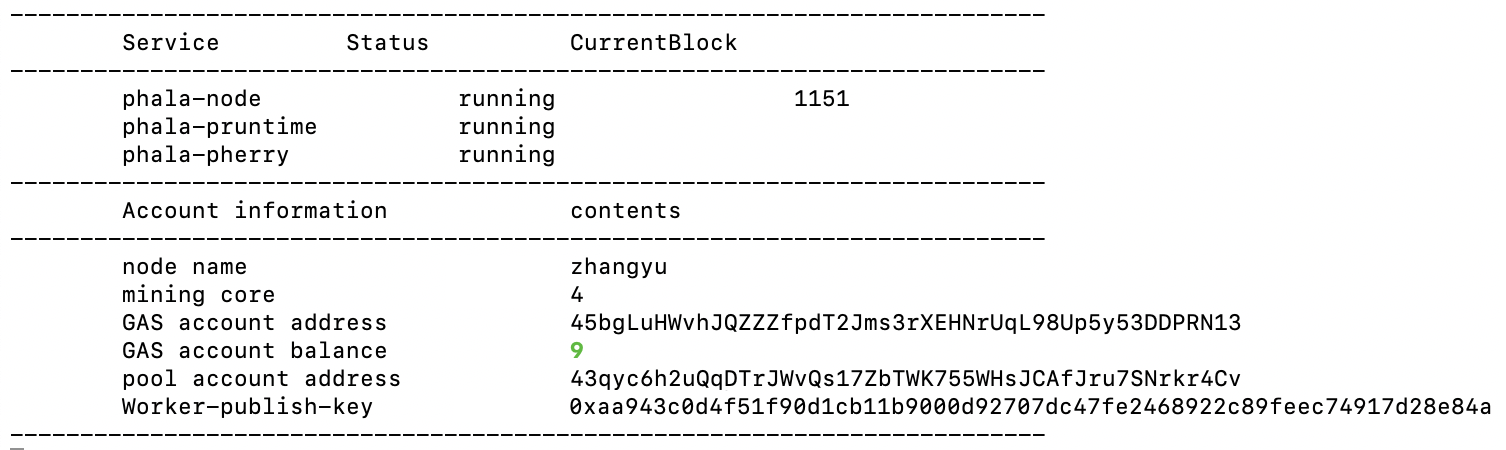 --------------------------------------------------------------------------
Service Status CurrentBlock
--------------------------------------------------------------------------
phala-node running 1151
phala-pruntime running
phala-pherry running
--------------------------------------------------------------------------
Account information contents
--------------------------------------------------------------------------
node name zhangyu
mining core 4
GAS account address 45bgLuHWvhJQZZZfpdT2Jms3rXEHNrUqL98Up5y53DDPRN13
GAS account balance 9
pool account address 43qyc6h2uQqDTrJWvQs17ZbTWK755WHsJCAfJru7SNrkr4Cv
Worker-publish-key 0xaa943c0d4f51f90d1cb11b9000d92707dc47fe2468922c89feec74917d28e84a
--------------------------------------------------------------------------